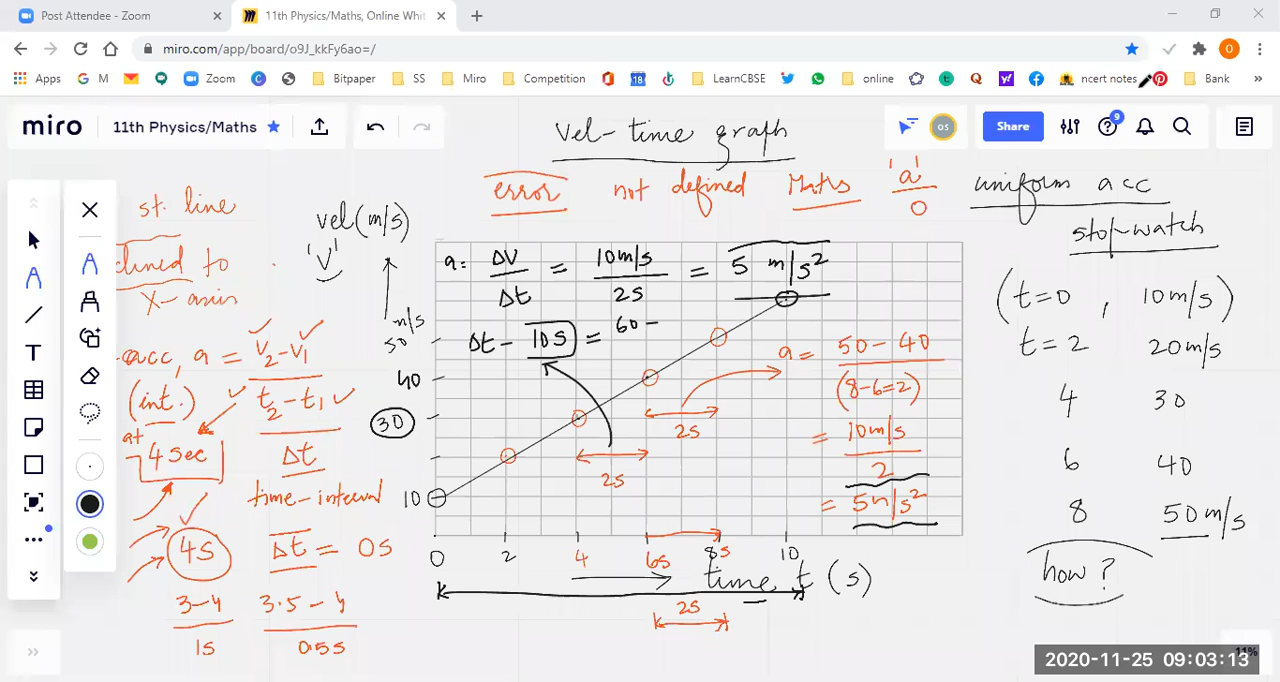 Post Attendee - Zoom
11th Physics/Maths, Online Whit
miro.com/app/board/o9J_kkFy6ao=/
Apps G M Zoom Bitpaper SS Miro Competition 18 LearnCBSE online Q y! ncert notes Bank »
miro
11th Physics/Maths
Vel-time graph
OS
Share
9
error not defined Maths 'a'
0
uniform acc
stop-watch
(t=0 , 10m/s)
t=2 20m/s
4 30
6 40
8 50m/s
how?
st. line
clined to
X-axis
vel(m/s)
'V'
m/s
acc, a = V2-V1
t2-t1
(int.)
at
4 sec
Δt
time-interval
4s Δt = 0s
3-4 3.5-4
1s 0.5s
a = ΔV = 10m/s = 5 m/s²
Δt 2s
Δt - 10s = 60-
50
40
30
10
a = 50-40
(8-6=2)
= 10m/s
2
= 5m/s²
2s
2s
0 2 4 6s 8s 10
time t (s)
2s
11%
2020-11-25 09:03:13